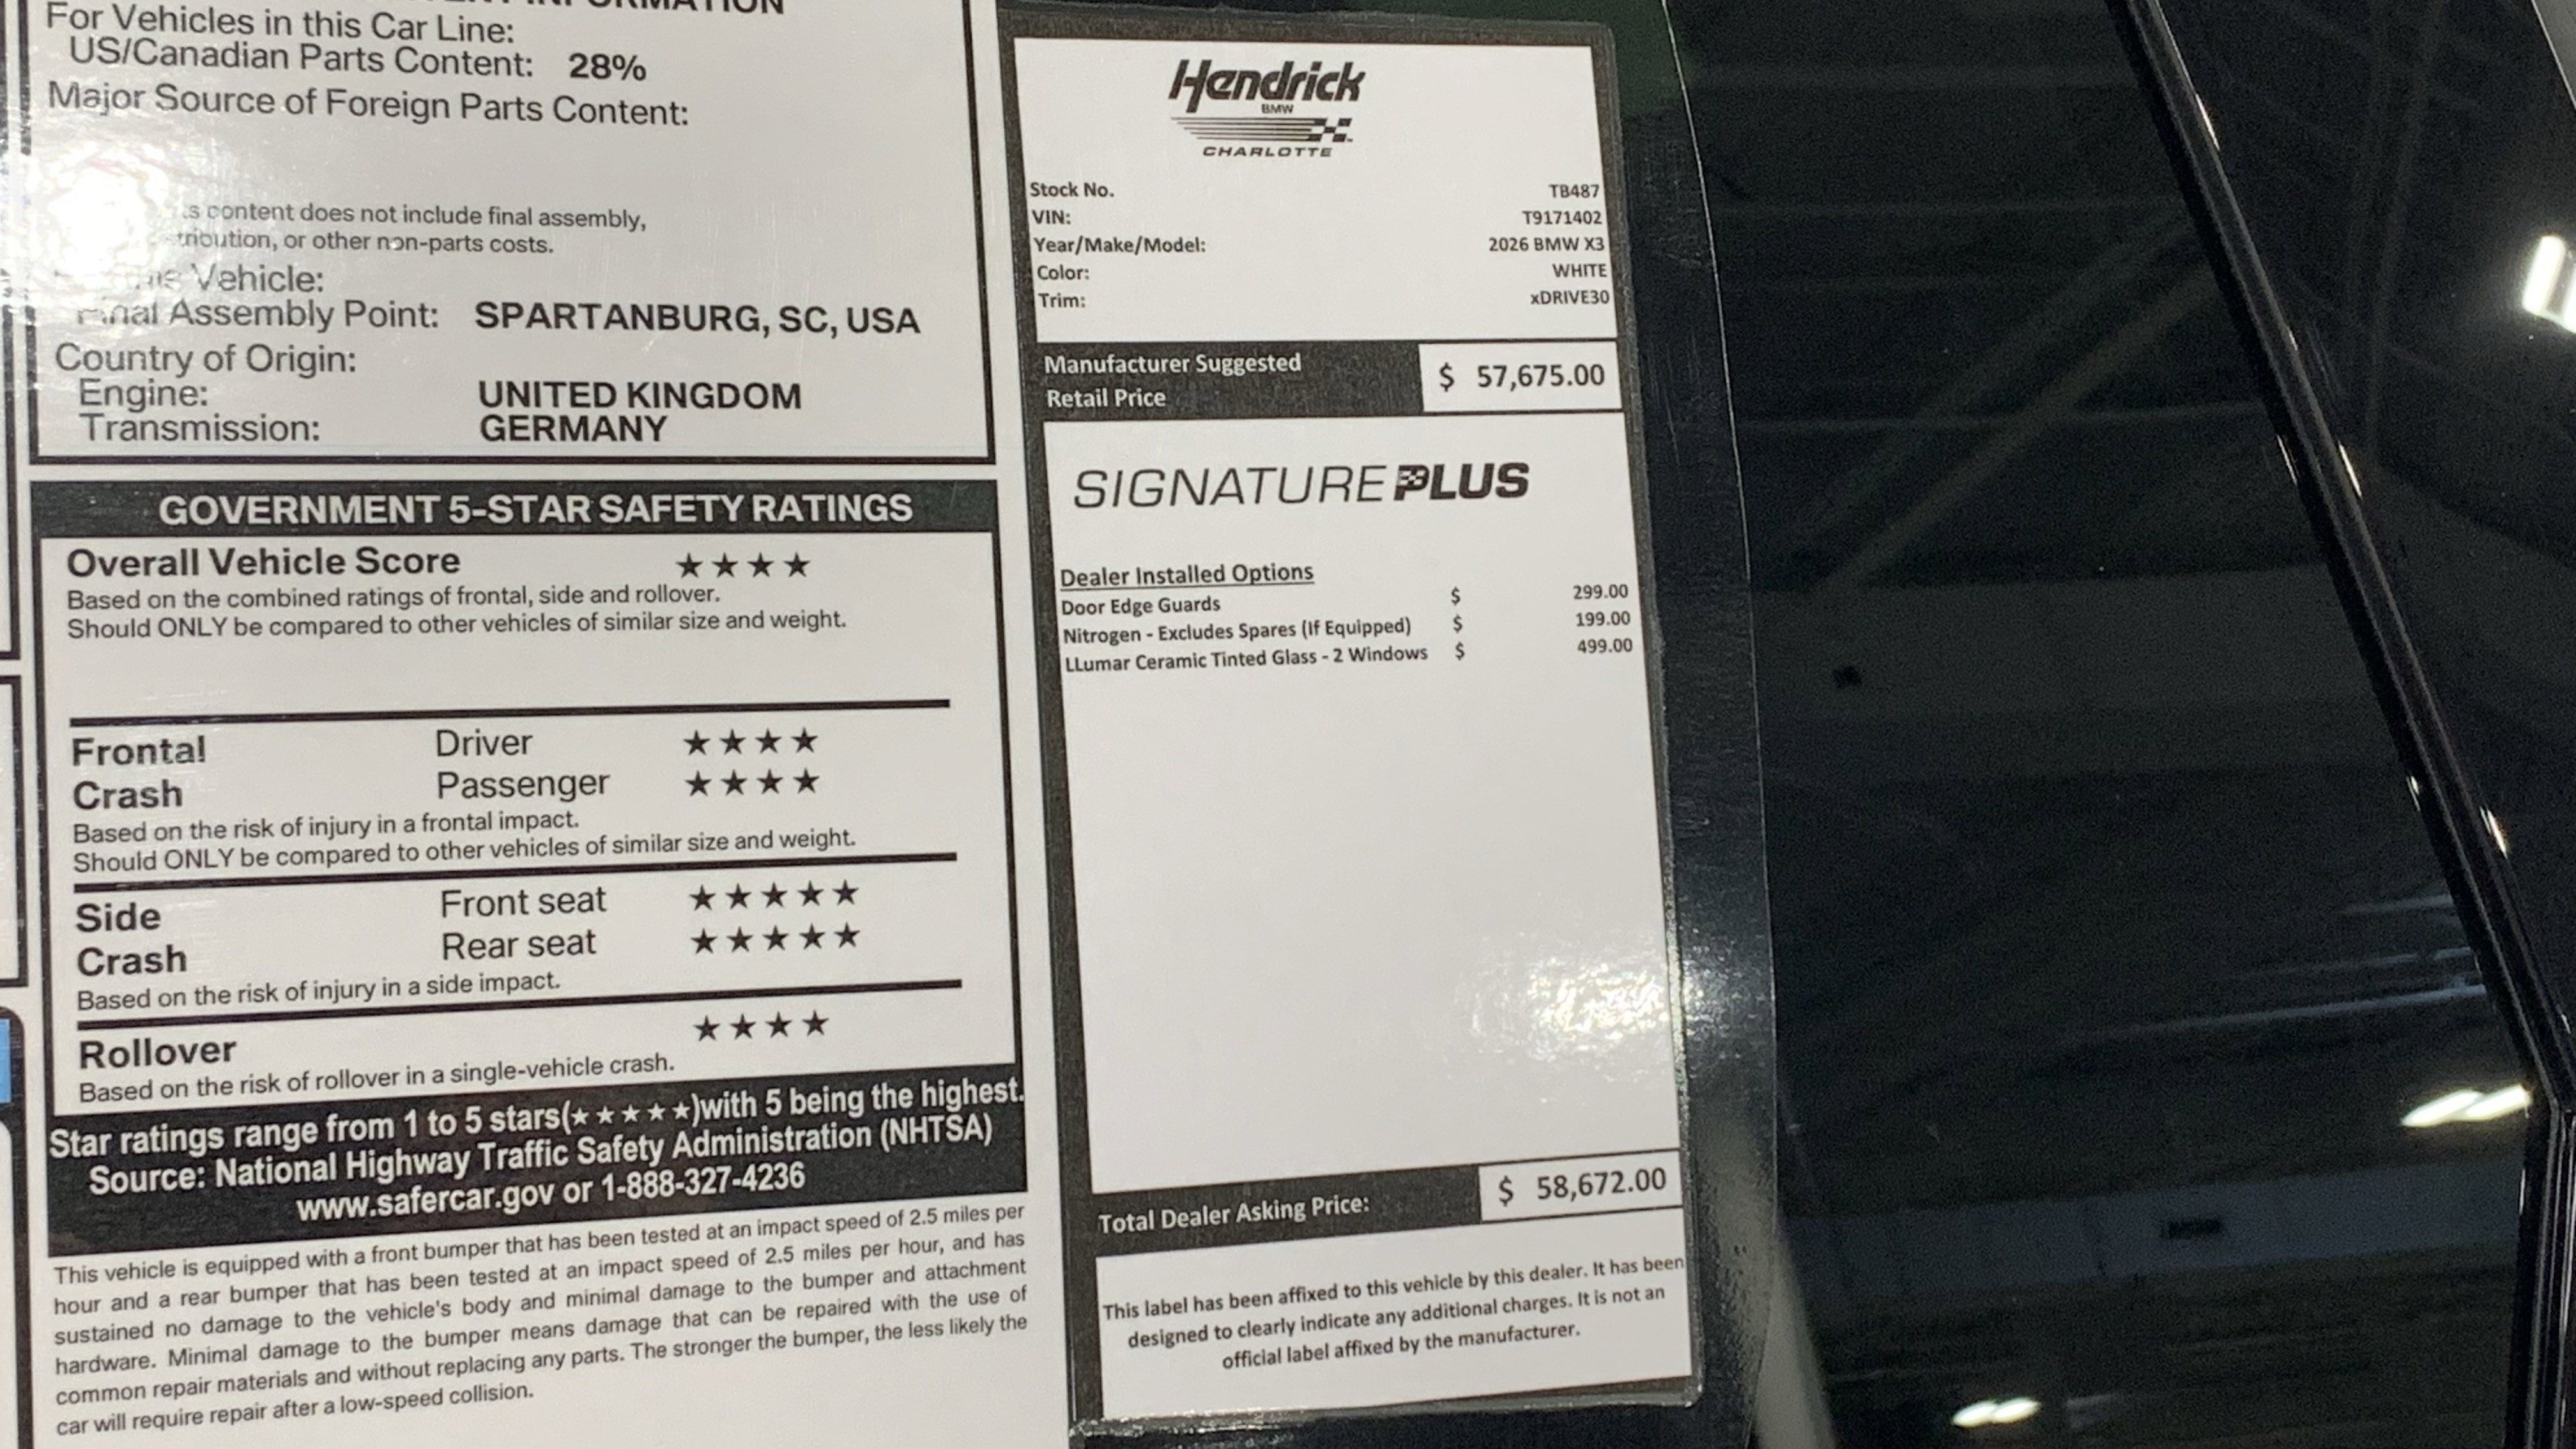 For Vehicles in this Car Line:
US/Canadian Parts Content: 28%
Major Source of Foreign Parts Content:
content does not include final assembly,
or other non-parts costs.
Vehicle:
Final Assembly Point: SPARTANBURG, SC, USA
Country of Origin:
Engine: UNITED KINGDOM
Transmission: GERMANY
GOVERNMENT 5-STAR SAFETY RATINGS
Overall Vehicle Score ★★★★
Based on the combined ratings of frontal, side and rollover.
Should ONLY be compared to other vehicles of similar size and weight.
Frontal Driver ★★★★
Crash Passenger ★★★★
Based on the risk of injury in a frontal impact.
Should ONLY be compared to other vehicles of similar size and weight.
Side Front seat ★★★★★
Crash Rear seat ★★★★★
Based on the risk of injury in a side impact.
Rollover ★★★★
Based on the risk of rollover in a single-vehicle crash.
Star ratings range from 1 to 5 stars(★★★★★)with 5 being the highest.
Source: National Highway Traffic Safety Administration (NHTSA)
www.safercar.gov or 1-888-327-4236
This vehicle is equipped with a front bumper that has been tested at an impact speed of 2.5 miles per
hour and a rear bumper that has been tested at an impact speed of 2.5 miles per hour, and has
sustained no damage to the vehicle's body and minimal damage to the bumper and attachment
hardware. Minimal damage to the bumper means damage that can be repaired with the use of
common repair materials and without replacing any parts. The stronger the bumper, the less likely the
car will require repair after a low-speed collision.
Hendrick
BMW
CHARLOTTE
Stock No. TB487
VIN: T9171402
Year/Make/Model: 2026 BMW X3
Color: WHITE
Trim: xDRIVE30
Manufacturer Suggested
Retail Price $ 57,675.00
SIGNATURE PLUS
Dealer Installed Options
Door Edge Guards $ 299.00
Nitrogen - Excludes Spares (If Equipped) $ 199.00
LLumar Ceramic Tinted Glass - 2 Windows $ 499.00
Total Dealer Asking Price: $ 58,672.00
This label has been affixed to this vehicle by this dealer. It has been
designed to clearly indicate any additional charges. It is not an
official label affixed by the manufacturer.